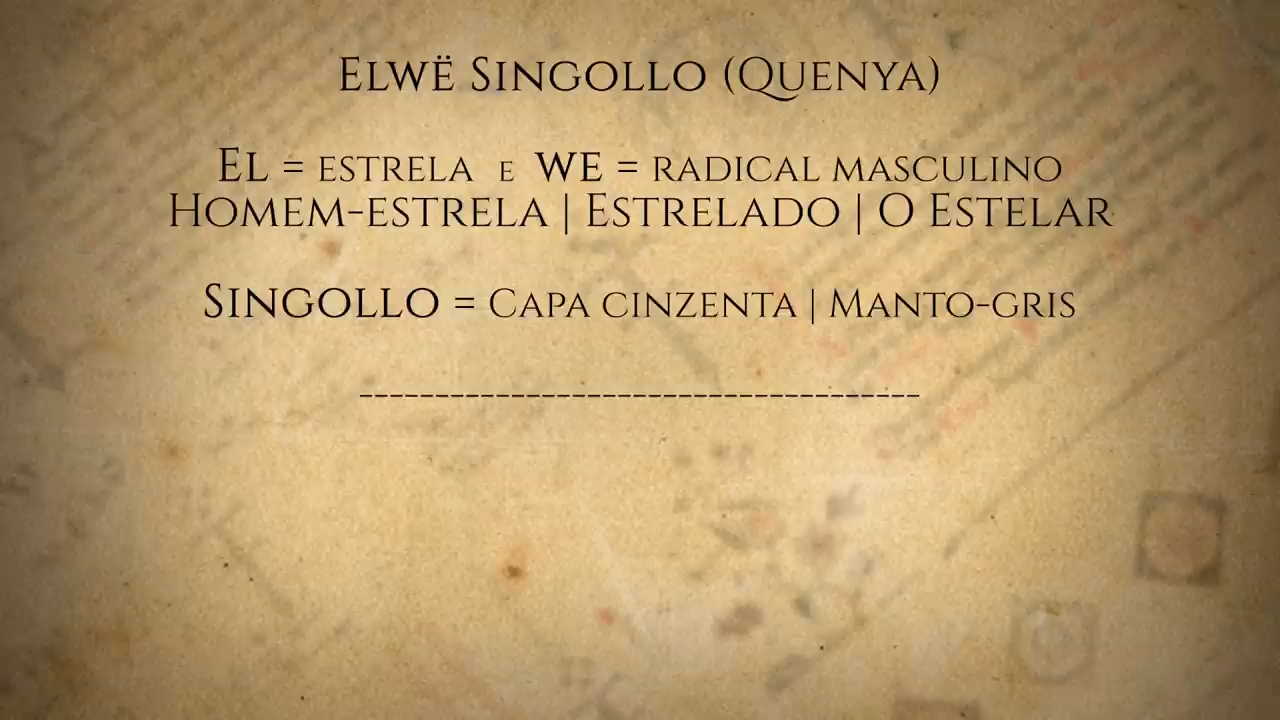 Elwë Singollo (Quenya)
El = estrela e we = radical masculino
Homem-estrela | Estrelado | O Estelar
Singollo = Capa cinzenta | Manto-gris
-------------------------------------